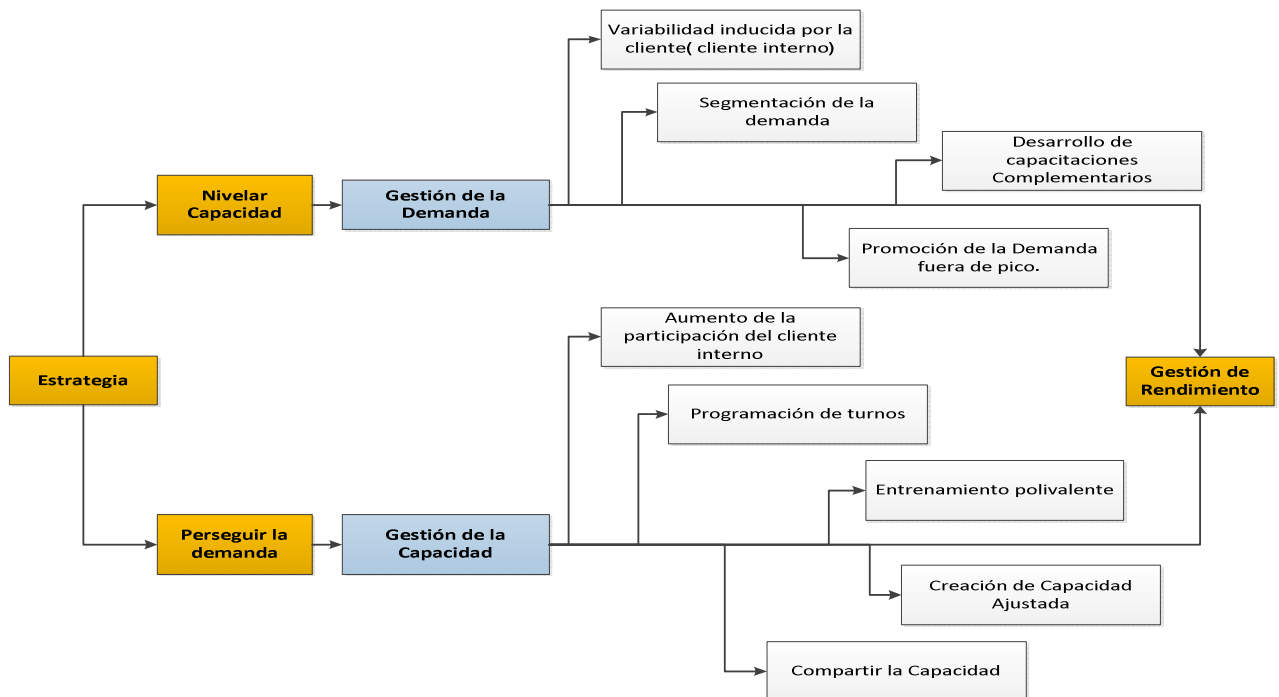 Variabilidad inducida por la
cliente( cliente interno)
Segmentación de la
demanda
Desarrollo de
capacitaciones
Complementarios
Nivelar
Capacidad
Gestión de la
Demanda
Promoción de la Demanda
fuera de pico.
Aumento de la
participación del cliente
interno
Estrategia
Gestión de
Rendimiento
Programación de turnos
Entrenamiento polivalente
Perseguir la
demanda
Gestión de la
Capacidad
Creación de Capacidad
Ajustada
Compartir la Capacidad